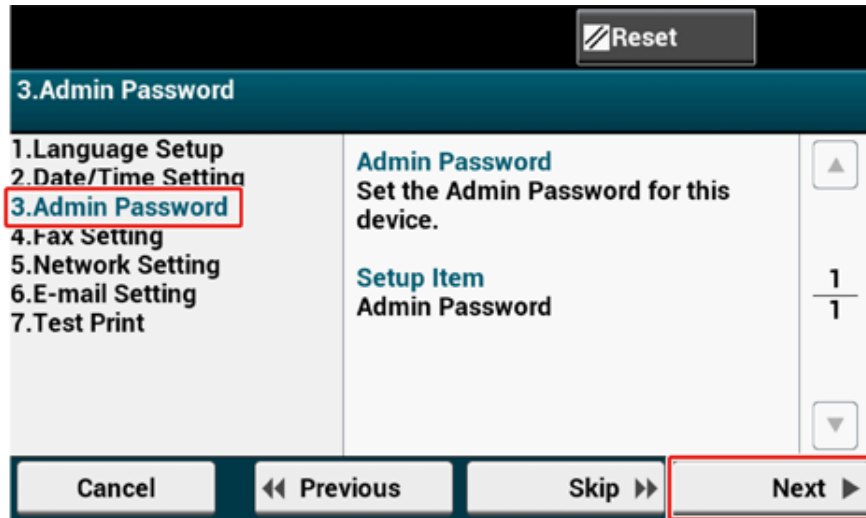 Reset
3.Admin Password
1.Language Setup
2.Date/Time Setting
3.Admin Password
4.Fax Setting
5.Network Setting
6.E-mail Setting
7.Test Print
Admin Password
Set the Admin Password for this
device.
Setup Item
Admin Password
1
1
Cancel
Previous
Skip
Next